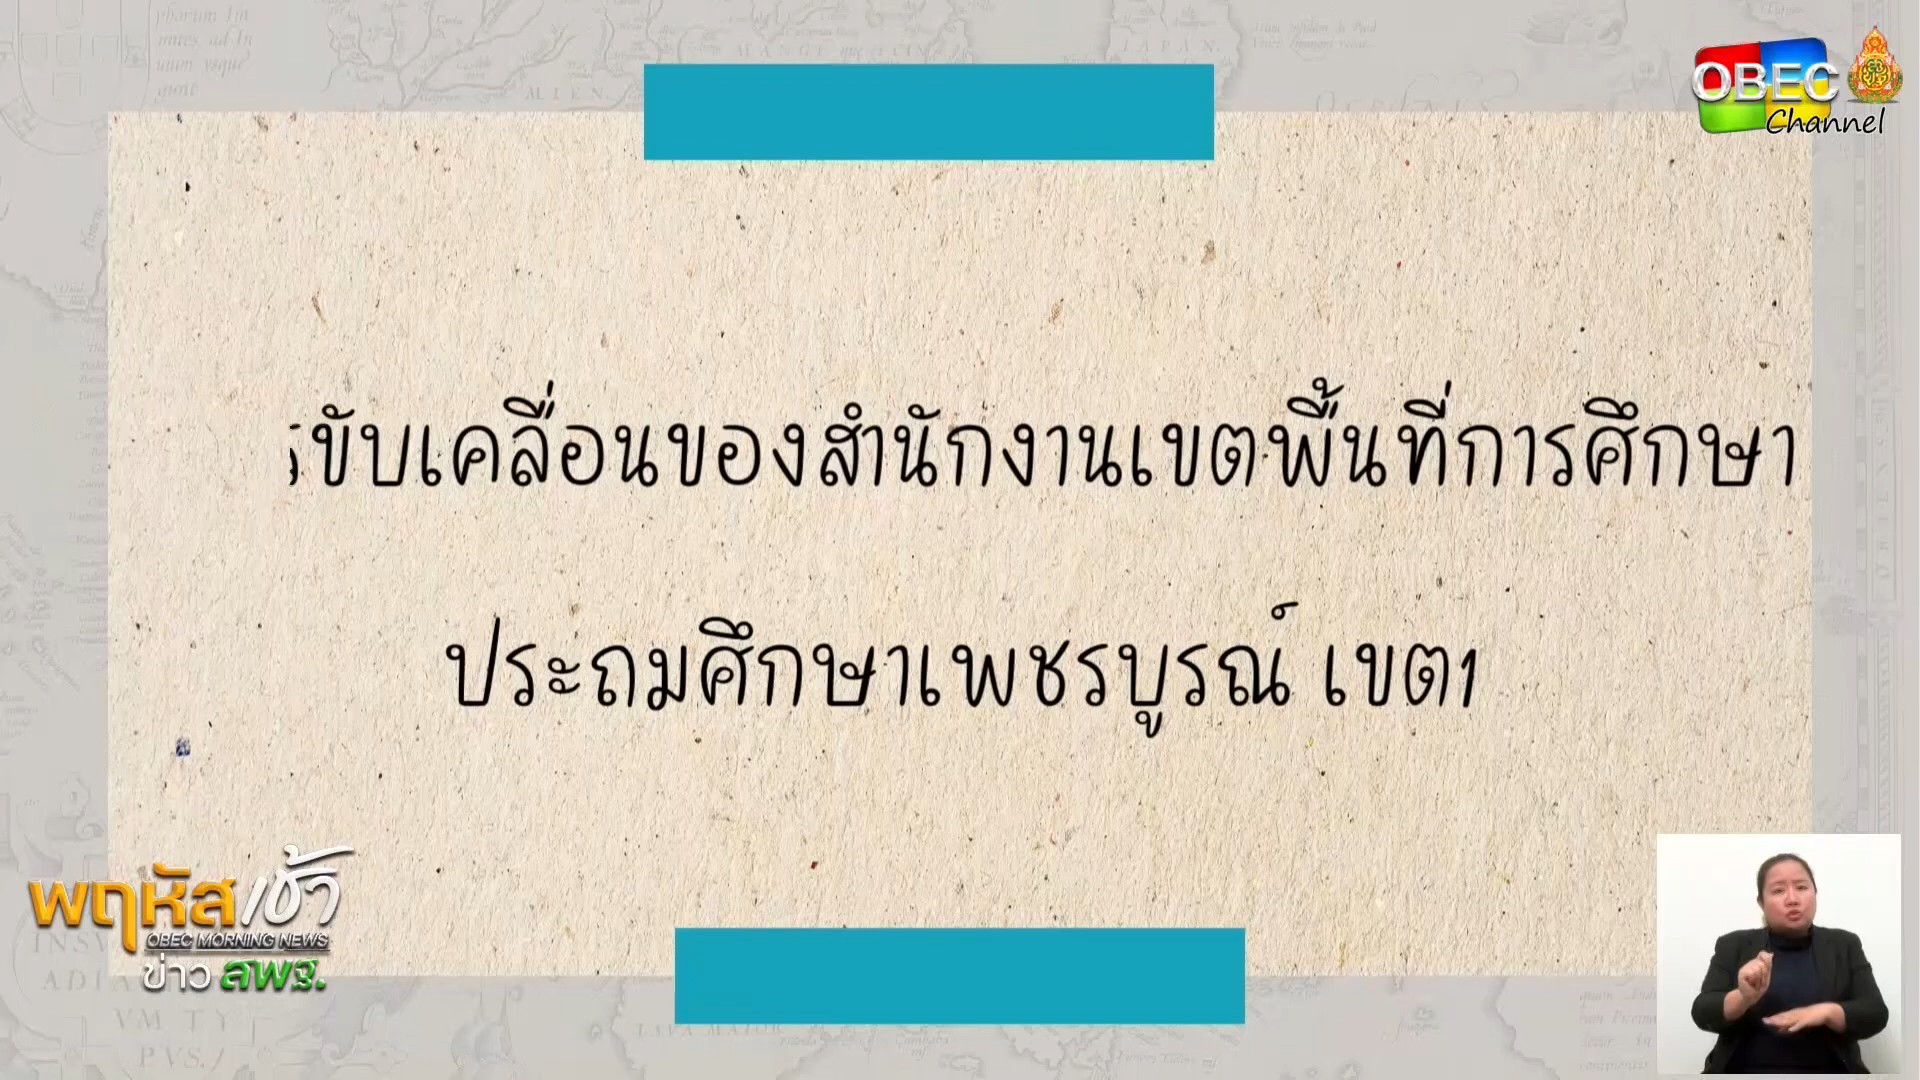 OBEC
Channel
ขับเคลื่อนของสำนักงานเขตพื้นที่การศึกษา
ประถมศึกษาเพชรบูรณ์ เขต1
พฤหัสเช้า
OBEC MORNING NEWS
ข่าว สพฐ.